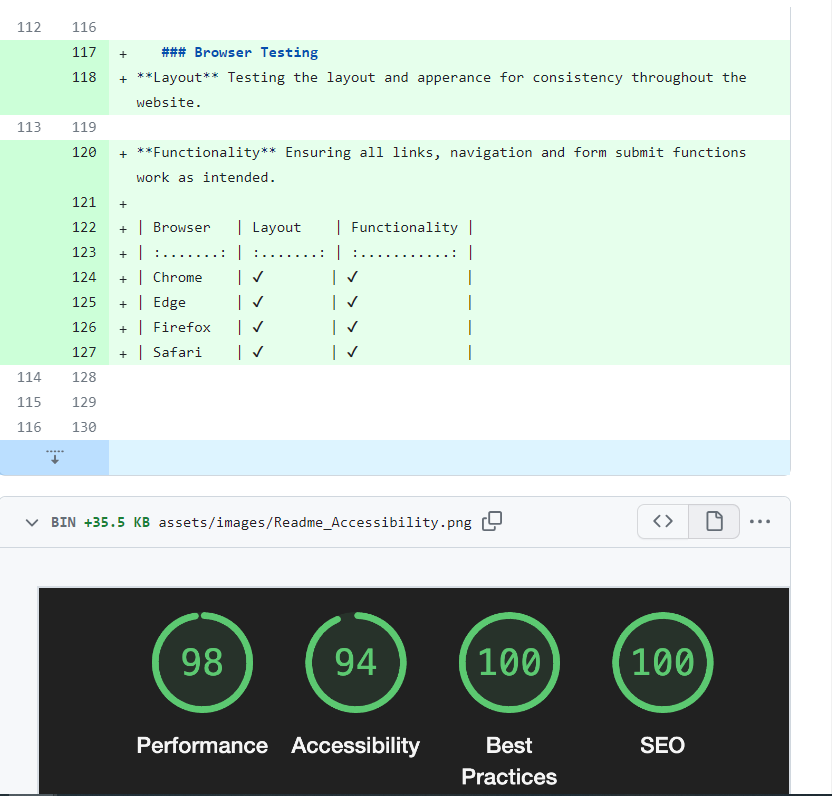 112 116
117 + ### Browser Testing
118 + **Layout** Testing the layout and apperance for consistency throughout the
website.
113 119
120 + **Functionality** Ensuring all links, navigation and form submit functions
work as intended.
121 +
122 + | Browser | Layout | Functionality |
123 + | :.......: | :.......: | :...........: |
124 + | Chrome | ✓ | ✓ |
125 + | Edge | ✓ | ✓ |
126 + | Firefox | ✓ | ✓ |
127 + | Safari | ✓ | ✓ |
114 128
115 129
116 130
BIN +35.5 KB assets/images/Readme_Accessibility.png
98 94 100 100
Performance Accessibility Best Practices SEO